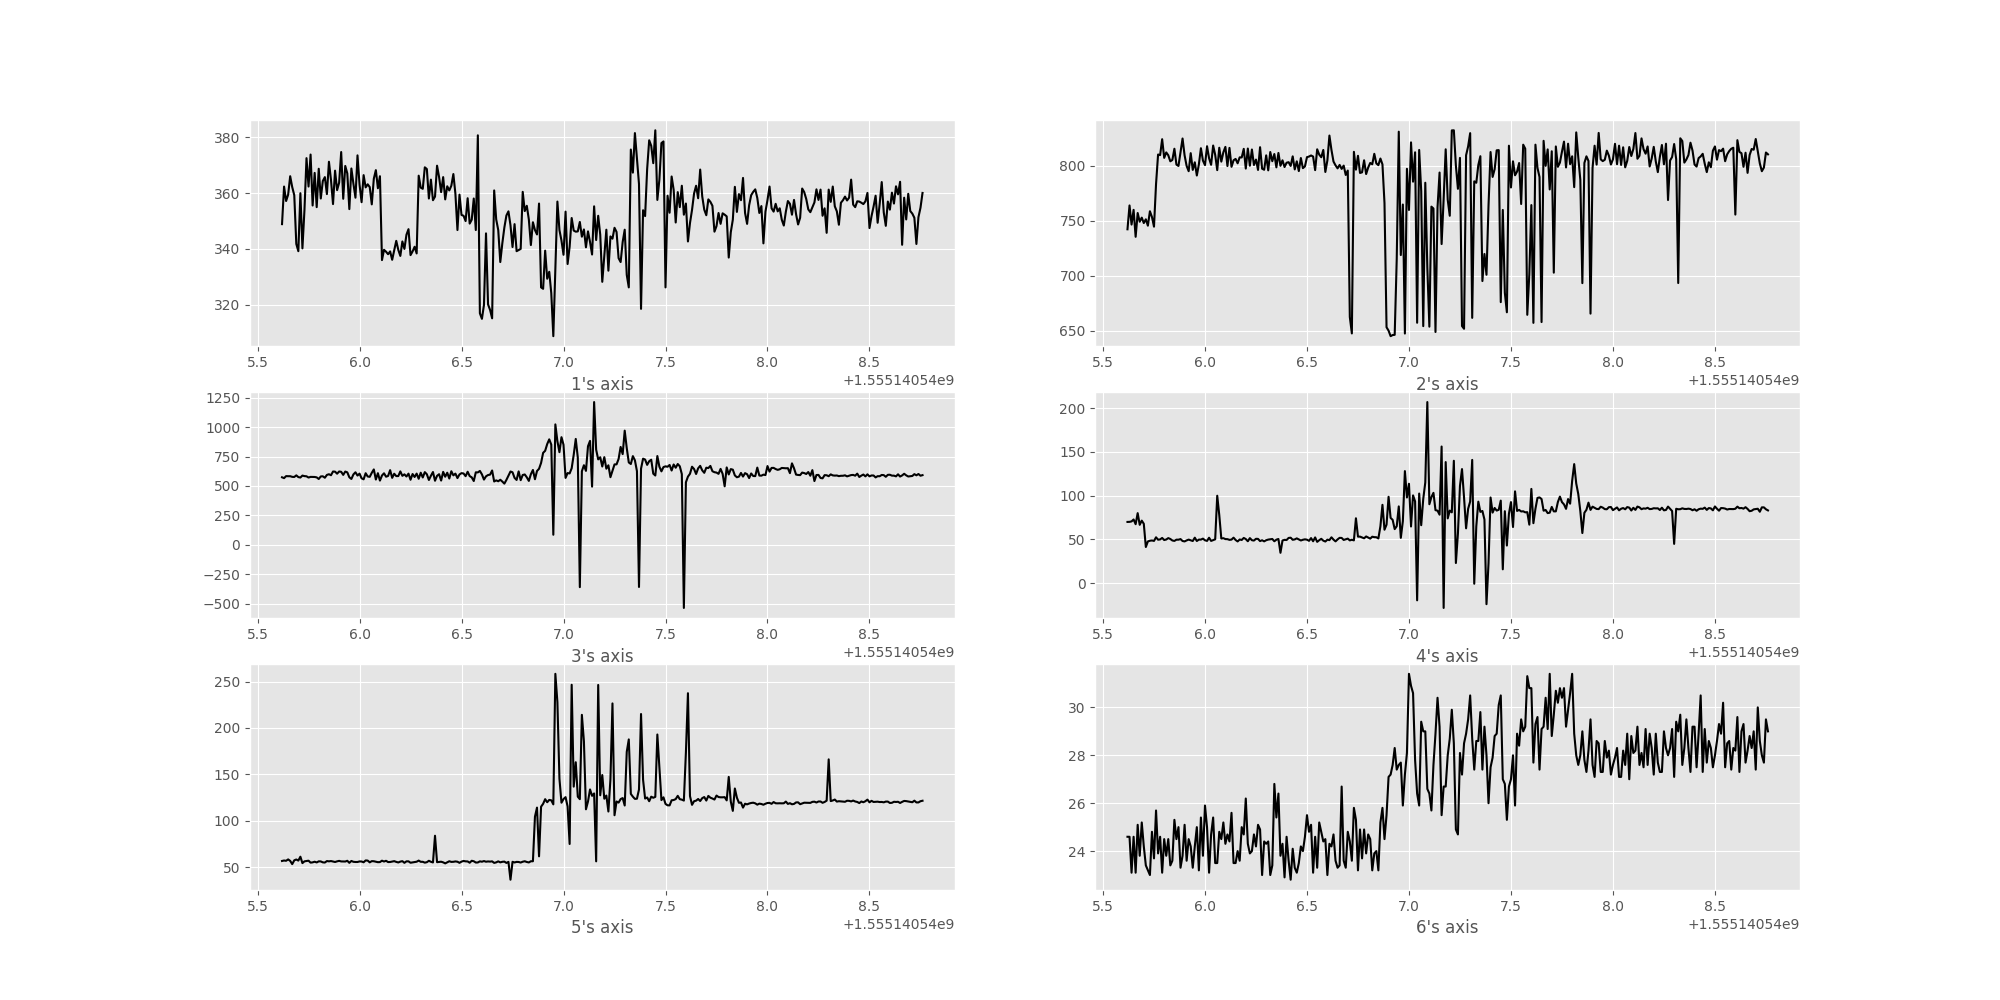 380
360
340
320
5.5 6.0 6.5 7.0 7.5 8.0 8.5
1's axis +1.55514054e9
800
750
700
650
5.5 6.0 6.5 7.0 7.5 8.0 8.5
2's axis +1.55514054e9
1250
1000
750
500
250
0
−250
−500
5.5 6.0 6.5 7.0 7.5 8.0 8.5
3's axis +1.55514054e9
200
150
100
50
0
5.5 6.0 6.5 7.0 7.5 8.0 8.5
4's axis +1.55514054e9
250
200
150
100
50
5.5 6.0 6.5 7.0 7.5 8.0 8.5
5's axis +1.55514054e9
30
28
26
24
5.5 6.0 6.5 7.0 7.5 8.0 8.5
6's axis +1.55514054e9